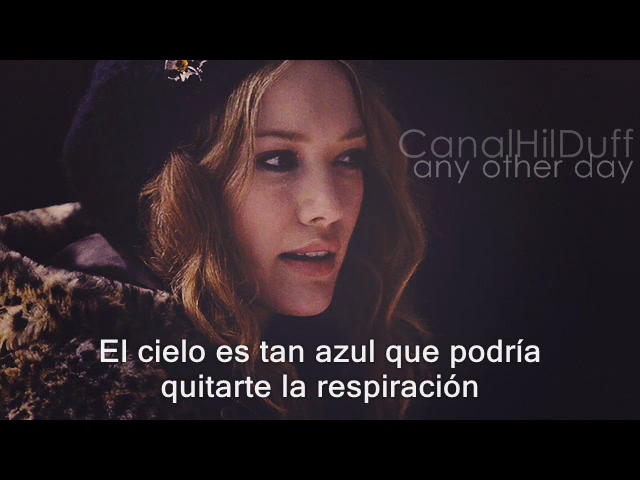 CanalHilDuff
any other day
El cielo es tan azul que podría
quitarte la respiración